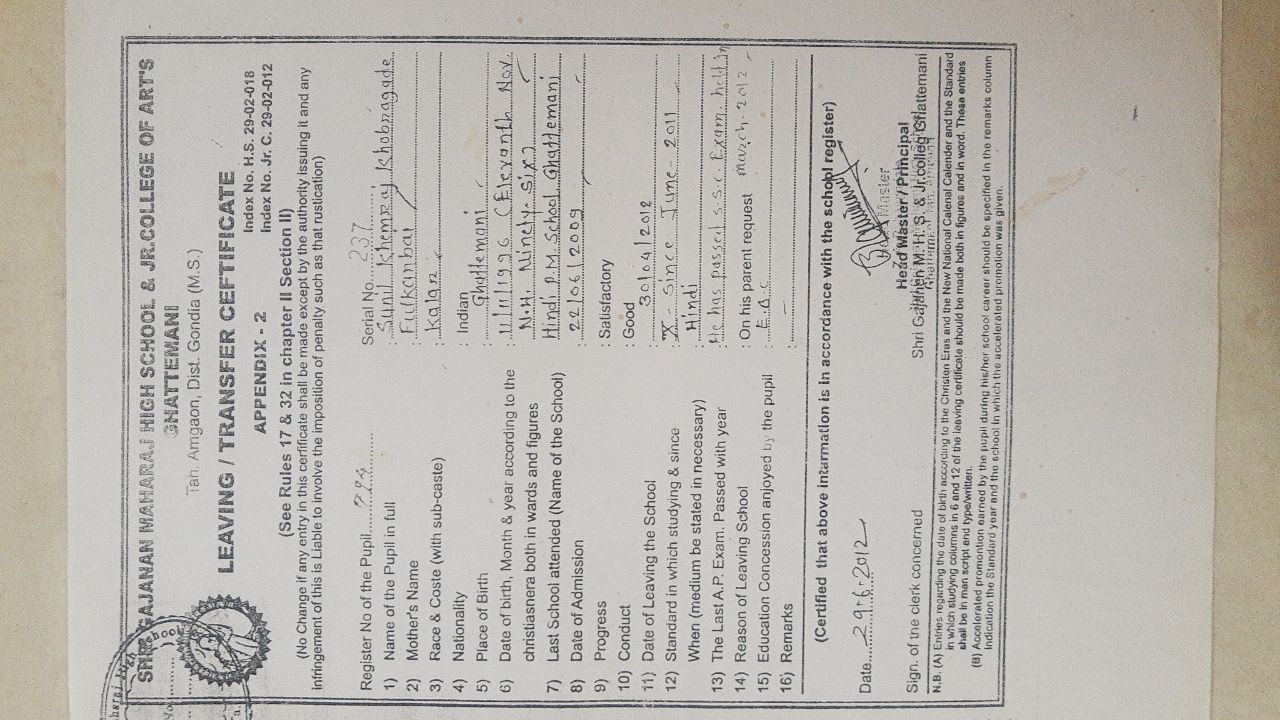 SHRI GAJANAN MAHARAJ HIGH SCHOOL & JR.COLLEGE OF ART'S
GHATTEMANI
Tah. Amgaon, Dist. Gondia (M.S.)
LEAVING / TRANSFER CEFTIFICATE
Index No. H.S. 29-02-018
APPENDIX - 2
Index No. Jr. C. 29-02-012
(See Rules 17 & 32 in chapter II Section II)
(No Change if any entry in this cerfificate shall be made except by the authority issuing it and any
infringement of this is Liable to involve the imposition of penalty, such as that rustication)
Register No of the Pupil
Serial No. 237
1) Name of the Pupil in full : Sunil Khemraj Khobragade
2) Mother's Name : Fulkanbai
3) Race & Coste (with sub-caste) : Kalar
4) Nationality : Indian
5) Place of Birth : Ghattemani
6) Date of birth, Month & year according to the : 11/11/1996 (Elevanth Nov.
christiasnera both in wards and figures N.H. Ninety-six)
7) Last School attended (Name of the School) Hindi P.M. School Ghattemani
8) Date of Admission : 22/06/2009
9) Progress : Satisfactory
10) Conduct : Good
11) Date of Leaving the School : 30/04/2012
12) Standard in which studying & since : X - Since June - 2011
When (medium be stated in necessary) Hindi
13) The Last A.P. Exam. Passed with year : He has passed s.s.c. Exam. held in
14) Reason of Leaving School : On his parent request march-2012
15) Education Concession enjoyed by the pupil :
16) Remarks : —
(Certified that above intarmation is in accordance with the school register)
Date 29.6.2012
Head Master / Principal
Sign. of the clerk concerned
Shri Gajanan M. H. S. & Jr. colleg Ghattemani
N.B. (A) Entries regarding the date of birth according to the Christen Eras and the New National Calenal Calender and the Standard
in which studying columns in 6 and 12 of the leaving certificate should be made both in figures and in word. These entries
shall be in man script and type/written.
(B) Accelerated promontion earned by the pupil during his/her school career should be specified in the remarks column
Indication the Standard year and the school in which the accelerated promotion was given.